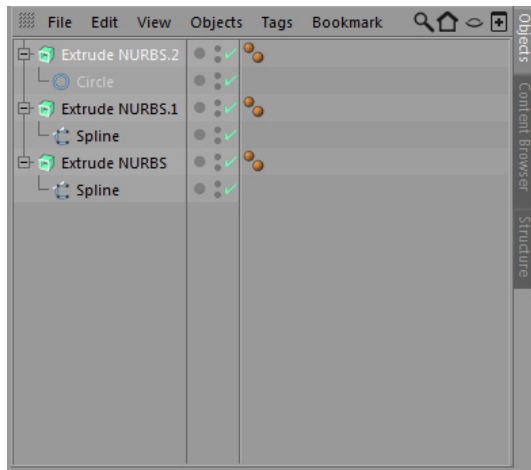 File Edit View Objects Tags Bookmark
Extrude NURBS.2
Circle
Extrude NURBS.1
Spline
Extrude NURBS
Spline
Objects
Content Browser
Structure